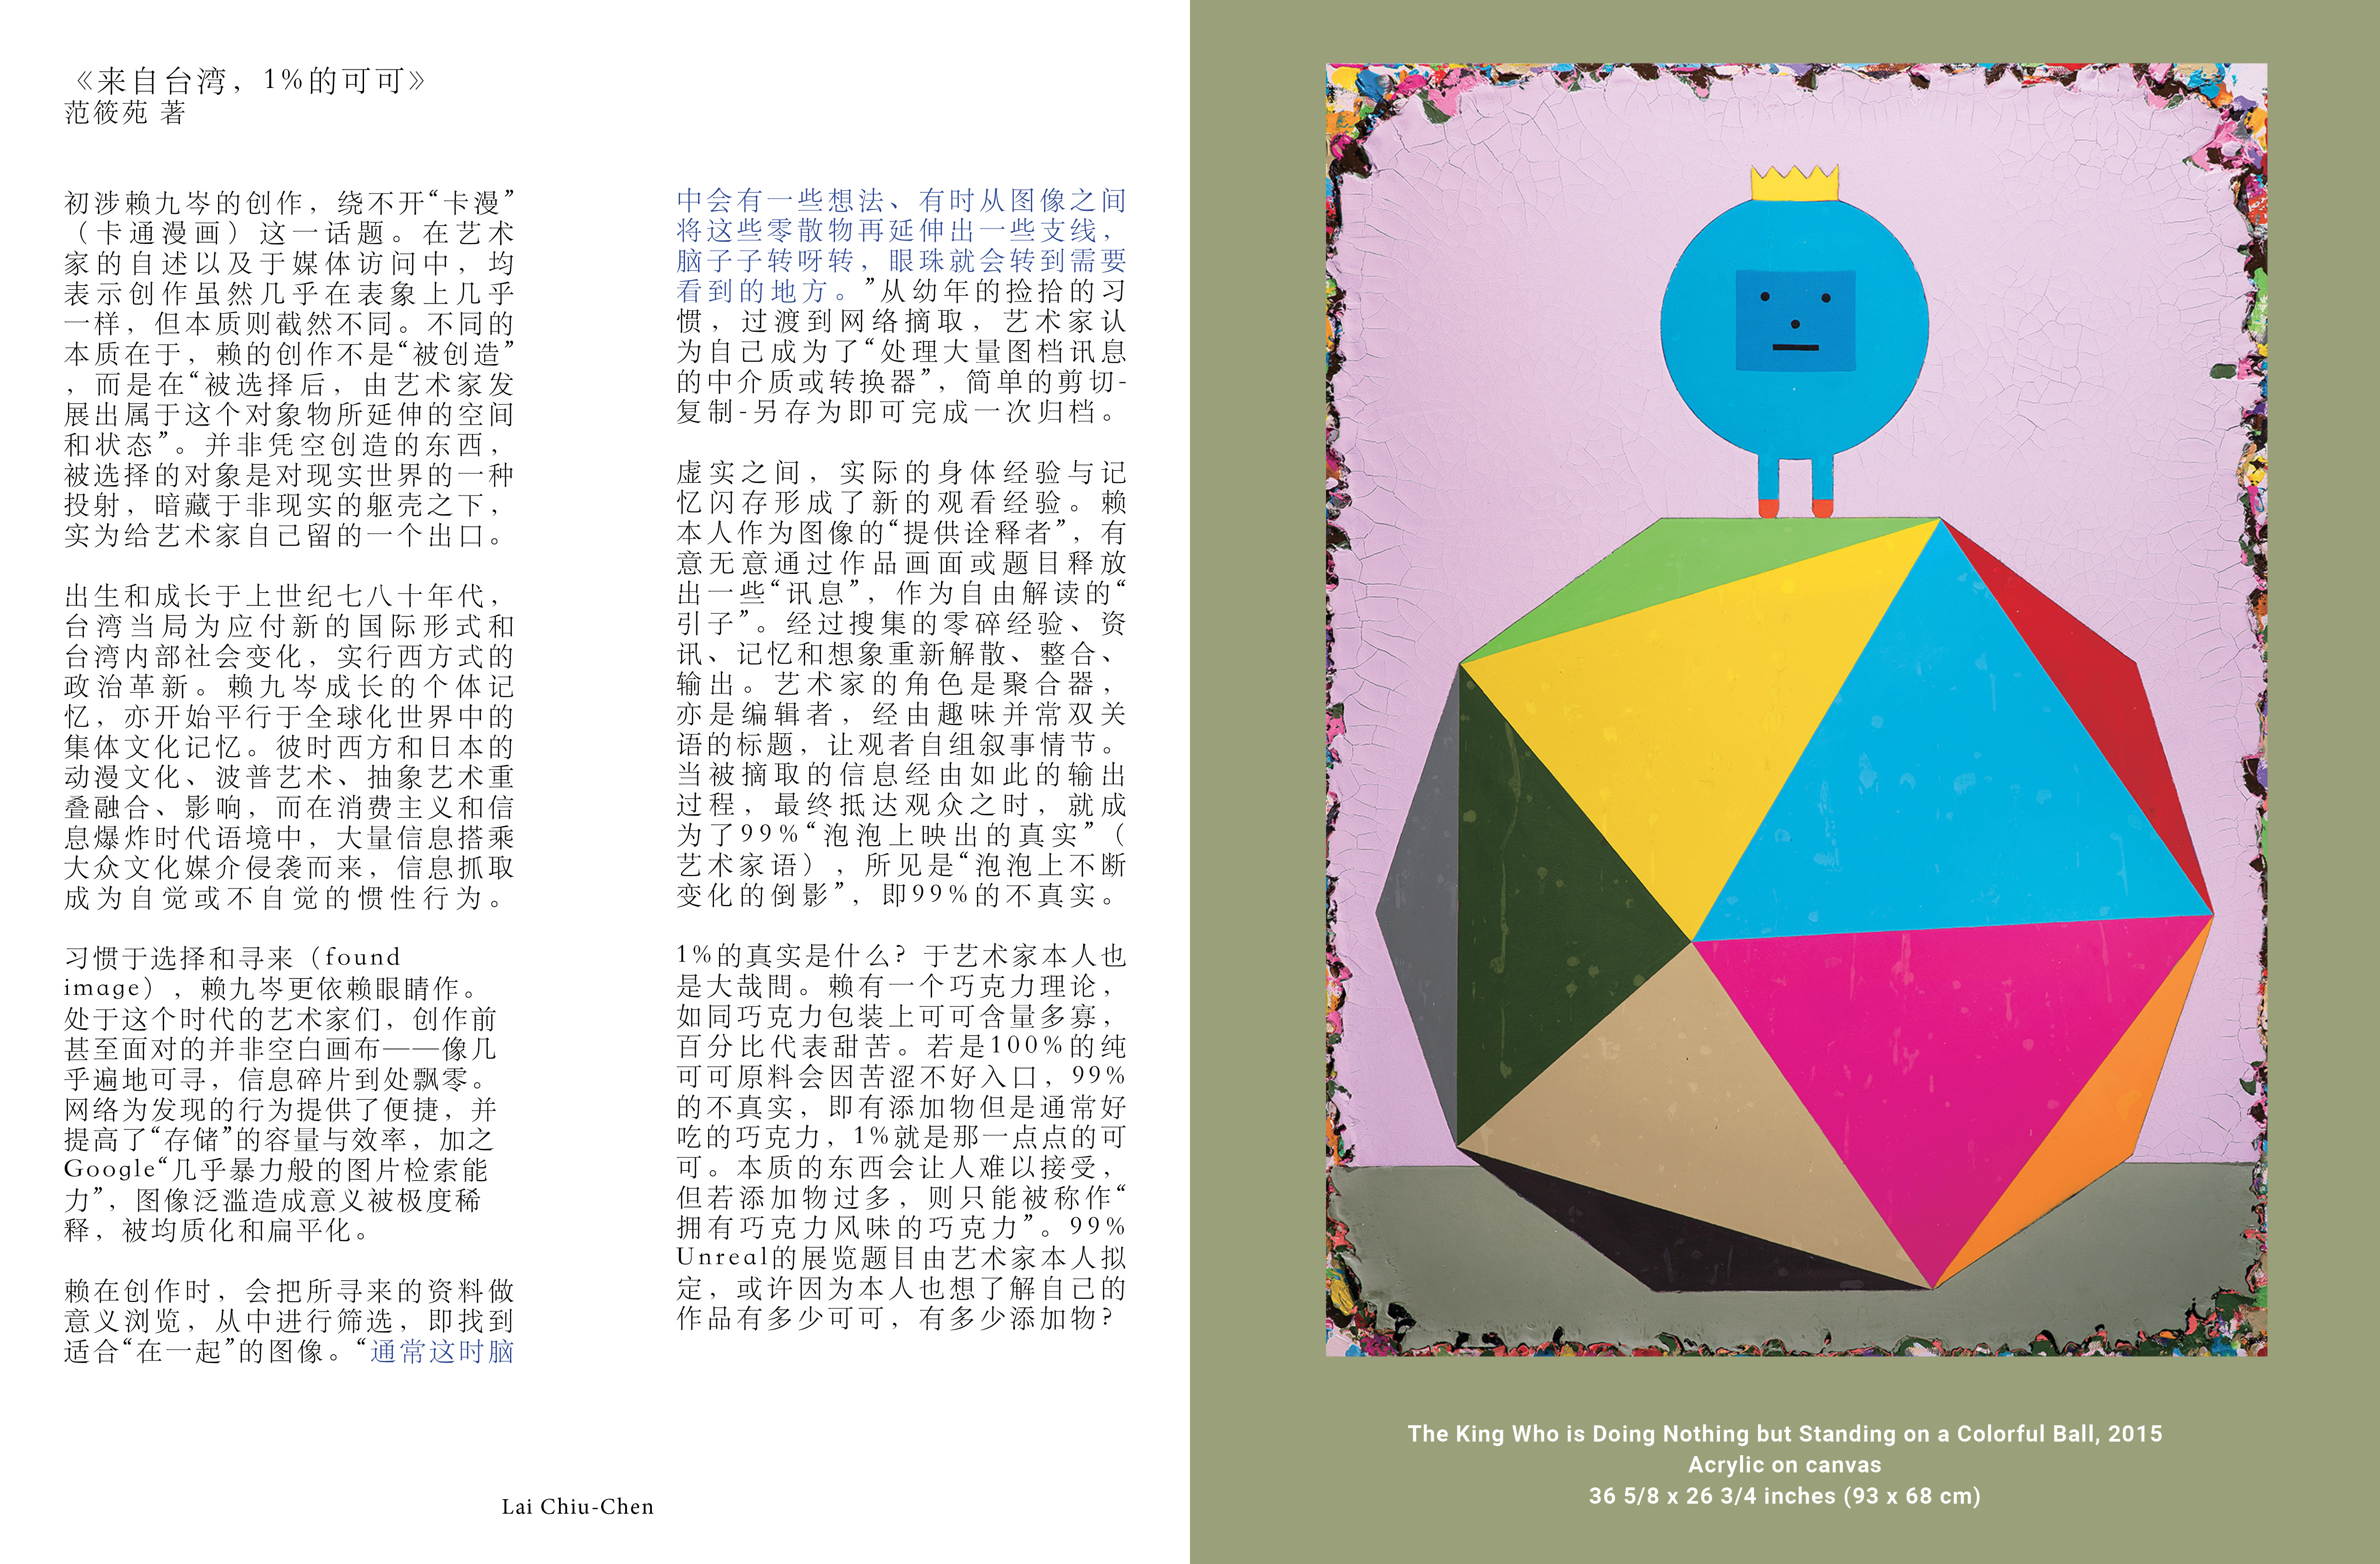 《来自台湾，1%的可可》
范筱苑 著
初涉赖九岑的创作，绕不开“卡漫”
（卡通漫画）这一话题。在艺术
家的自述以及于媒体访问中，均
表示创作虽然几乎在表象上几乎
一样，但本质则截然不同。不同的
本质在于，赖的创作不是“被创造”
，而是在“被选择后，由艺术家发
展出属于这个对象物所延伸的空间
和状态”。并非凭空创造的东西，
被选择的对象是对现实世界的一种
投射，暗藏于非现实的躯壳之下，
实为给艺术家自己留的一个出口。
出生和成长于上世纪七八十年代，
台湾当局为应付新的国际形式和
台湾内部社会变化，实行西方式的
政治革新。赖九岑成长的个体记
忆，亦开始平行于全球化世界中的
集体文化记忆。彼时西方和日本的
动漫文化、波普艺术、抽象艺术重
叠融合、影响，而在消费主义和信
息爆炸时代语境中，大量信息搭乘
大众文化媒介侵袭而来，信息抓取
成为自觉或不自觉的惯性行为。
习惯于选择和寻来（found
image），赖九岑更依赖眼睛作。
处于这个时代的艺术家们，创作前
甚至面对的并非空白画布——像几
乎遍地可寻，信息碎片到处飘零。
网络为发现的行为提供了便捷，并
提高了“存储”的容量与效率，加之
Google“几乎暴力般的图片检索能
力”，图像泛滥造成意义被极度稀
释，被均质化和扁平化。
赖在创作时，会把所寻来的资料做
意义浏览，从中进行筛选，即找到
适合“在一起”的图像。“通常这时脑
中会有一些想法、有时从图像之间
将这些零散物再延伸出一些支线，
脑子子转呀转，眼珠就会转到需要
看到的地方。”从幼年的捡拾的习
惯，过渡到网络摘取，艺术家认
为自己成为了“处理大量图档讯息
的中介质或转换器”，简单的剪切-
复制-另存为即可完成一次归档。
虚实之间，实际的身体经验与记
忆闪存形成了新的观看经验。赖
本人作为图像的“提供诠释者”，有
意无意通过作品画面或题目释放
出一些“讯息”，作为自由解读的“
引子”。经过搜集的零碎经验、资
讯、记忆和想象重新解散、整合、
输出。艺术家的角色是聚合器，
亦是编辑者，经由趣味并常双关
语的标题，让观者自组叙事情节。
当被摘取的信息经由如此的输出
过程，最终抵达观众之时，就成
为了99%“泡泡上映出的真实”（
艺术家语），所见是“泡泡上不断
变化的倒影”，即99%的不真实。
1%的真实是什么？于艺术家本人也
是大哉問。赖有一个巧克力理论，
如同巧克力包装上可可含量多寡，
百分比代表甜苦。若是100%的纯
可可原料会因苦涩不好入口，99%
的不真实，即有添加物但是通常好
吃的巧克力，1%就是那一点点的可
可。本质的东西会让人难以接受，
但若添加物过多，则只能被称作“
拥有巧克力风味的巧克力”。99%
Unreal的展览题目由艺术家本人拟
定，或许因为本人也想了解自己的
作品有多少可可，有多少添加物？
Lai Chiu-Chen
The King Who is Doing Nothing but Standing on a Colorful Ball, 2015
Acrylic on canvas
36 5/8 x 26 3/4 inches (93 x 68 cm)